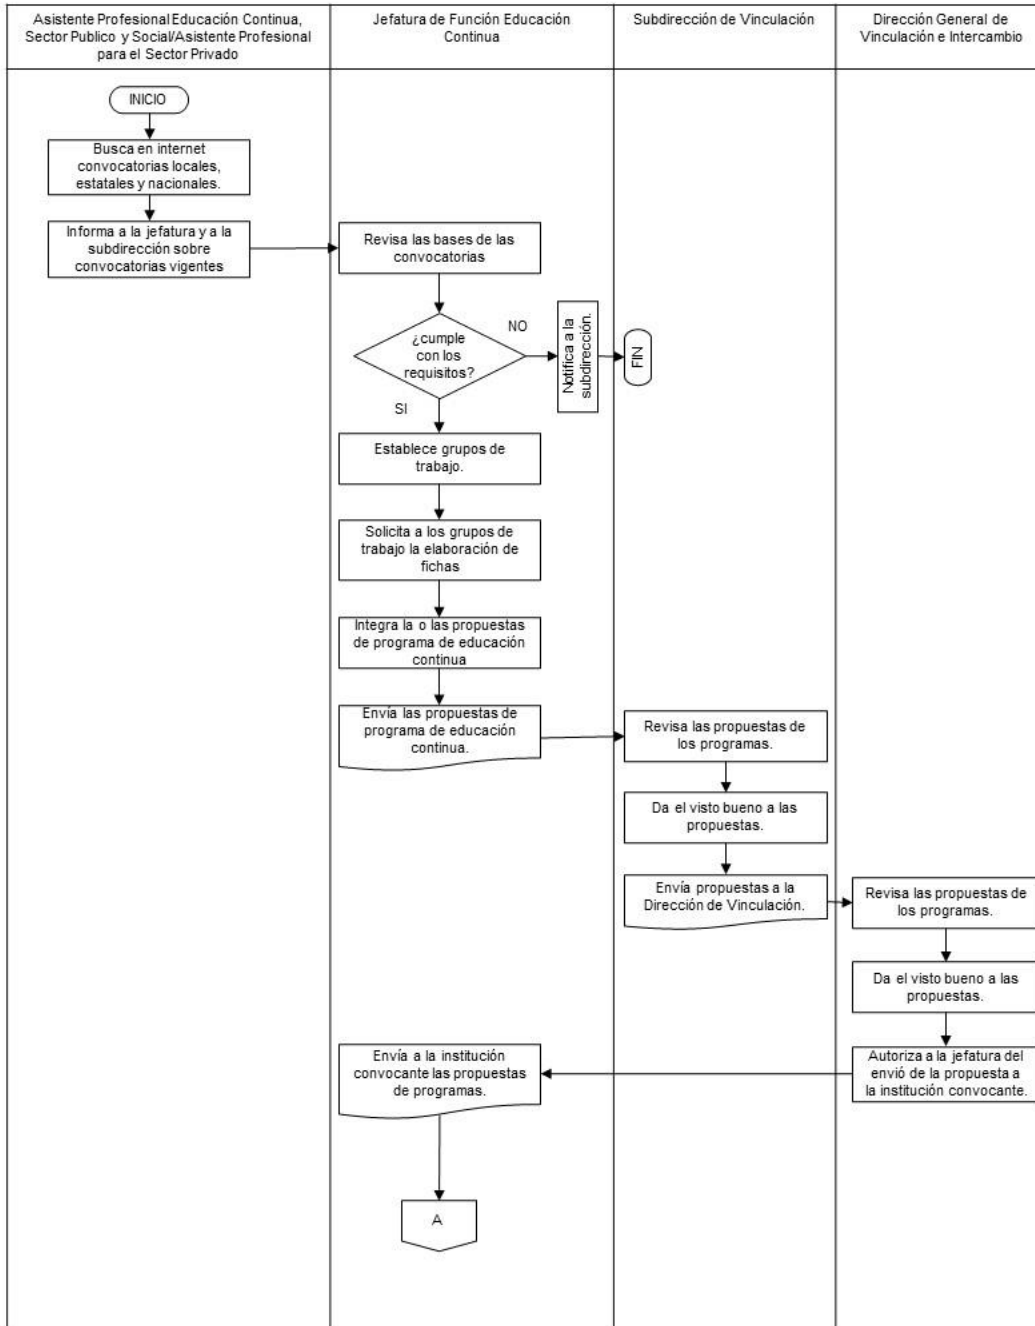 Asistente Profesional Educación Continua,
Sector Publico y Social/Asistente Profesional
para el Sector Privado
Jefatura de Función Educación
Continua
Subdirección de Vinculación
Dirección General de
Vinculación e Intercambio
INICIO
Busca en internet
convocatorias locales,
estatales y nacionales.
Informa a la jefatura y a la
subdirección sobre
convocatorias vigentes
Revisa las bases de las
convocatorias
¿cumple
con los
requisitos?
NO
Notifica a la
subdirección.
FIN
SI
Establece grupos de
trabajo.
Solicita a los grupos de
trabajo la elaboración de
fichas
Integra la o las propuestas
de programa de educación
continua
Envía las propuestas de
programa de educación
continua.
Revisa las propuestas de
los programas.
Da el visto bueno a las
propuestas.
Envía propuestas a la
Dirección de Vinculación.
Revisa las propuestas de
los programas.
Da el visto bueno a las
propuestas.
Autoriza a la jefatura del
envió de la propuesta a
la institución convocante.
Envía a la institución
convocante las propuestas
de programas.
A